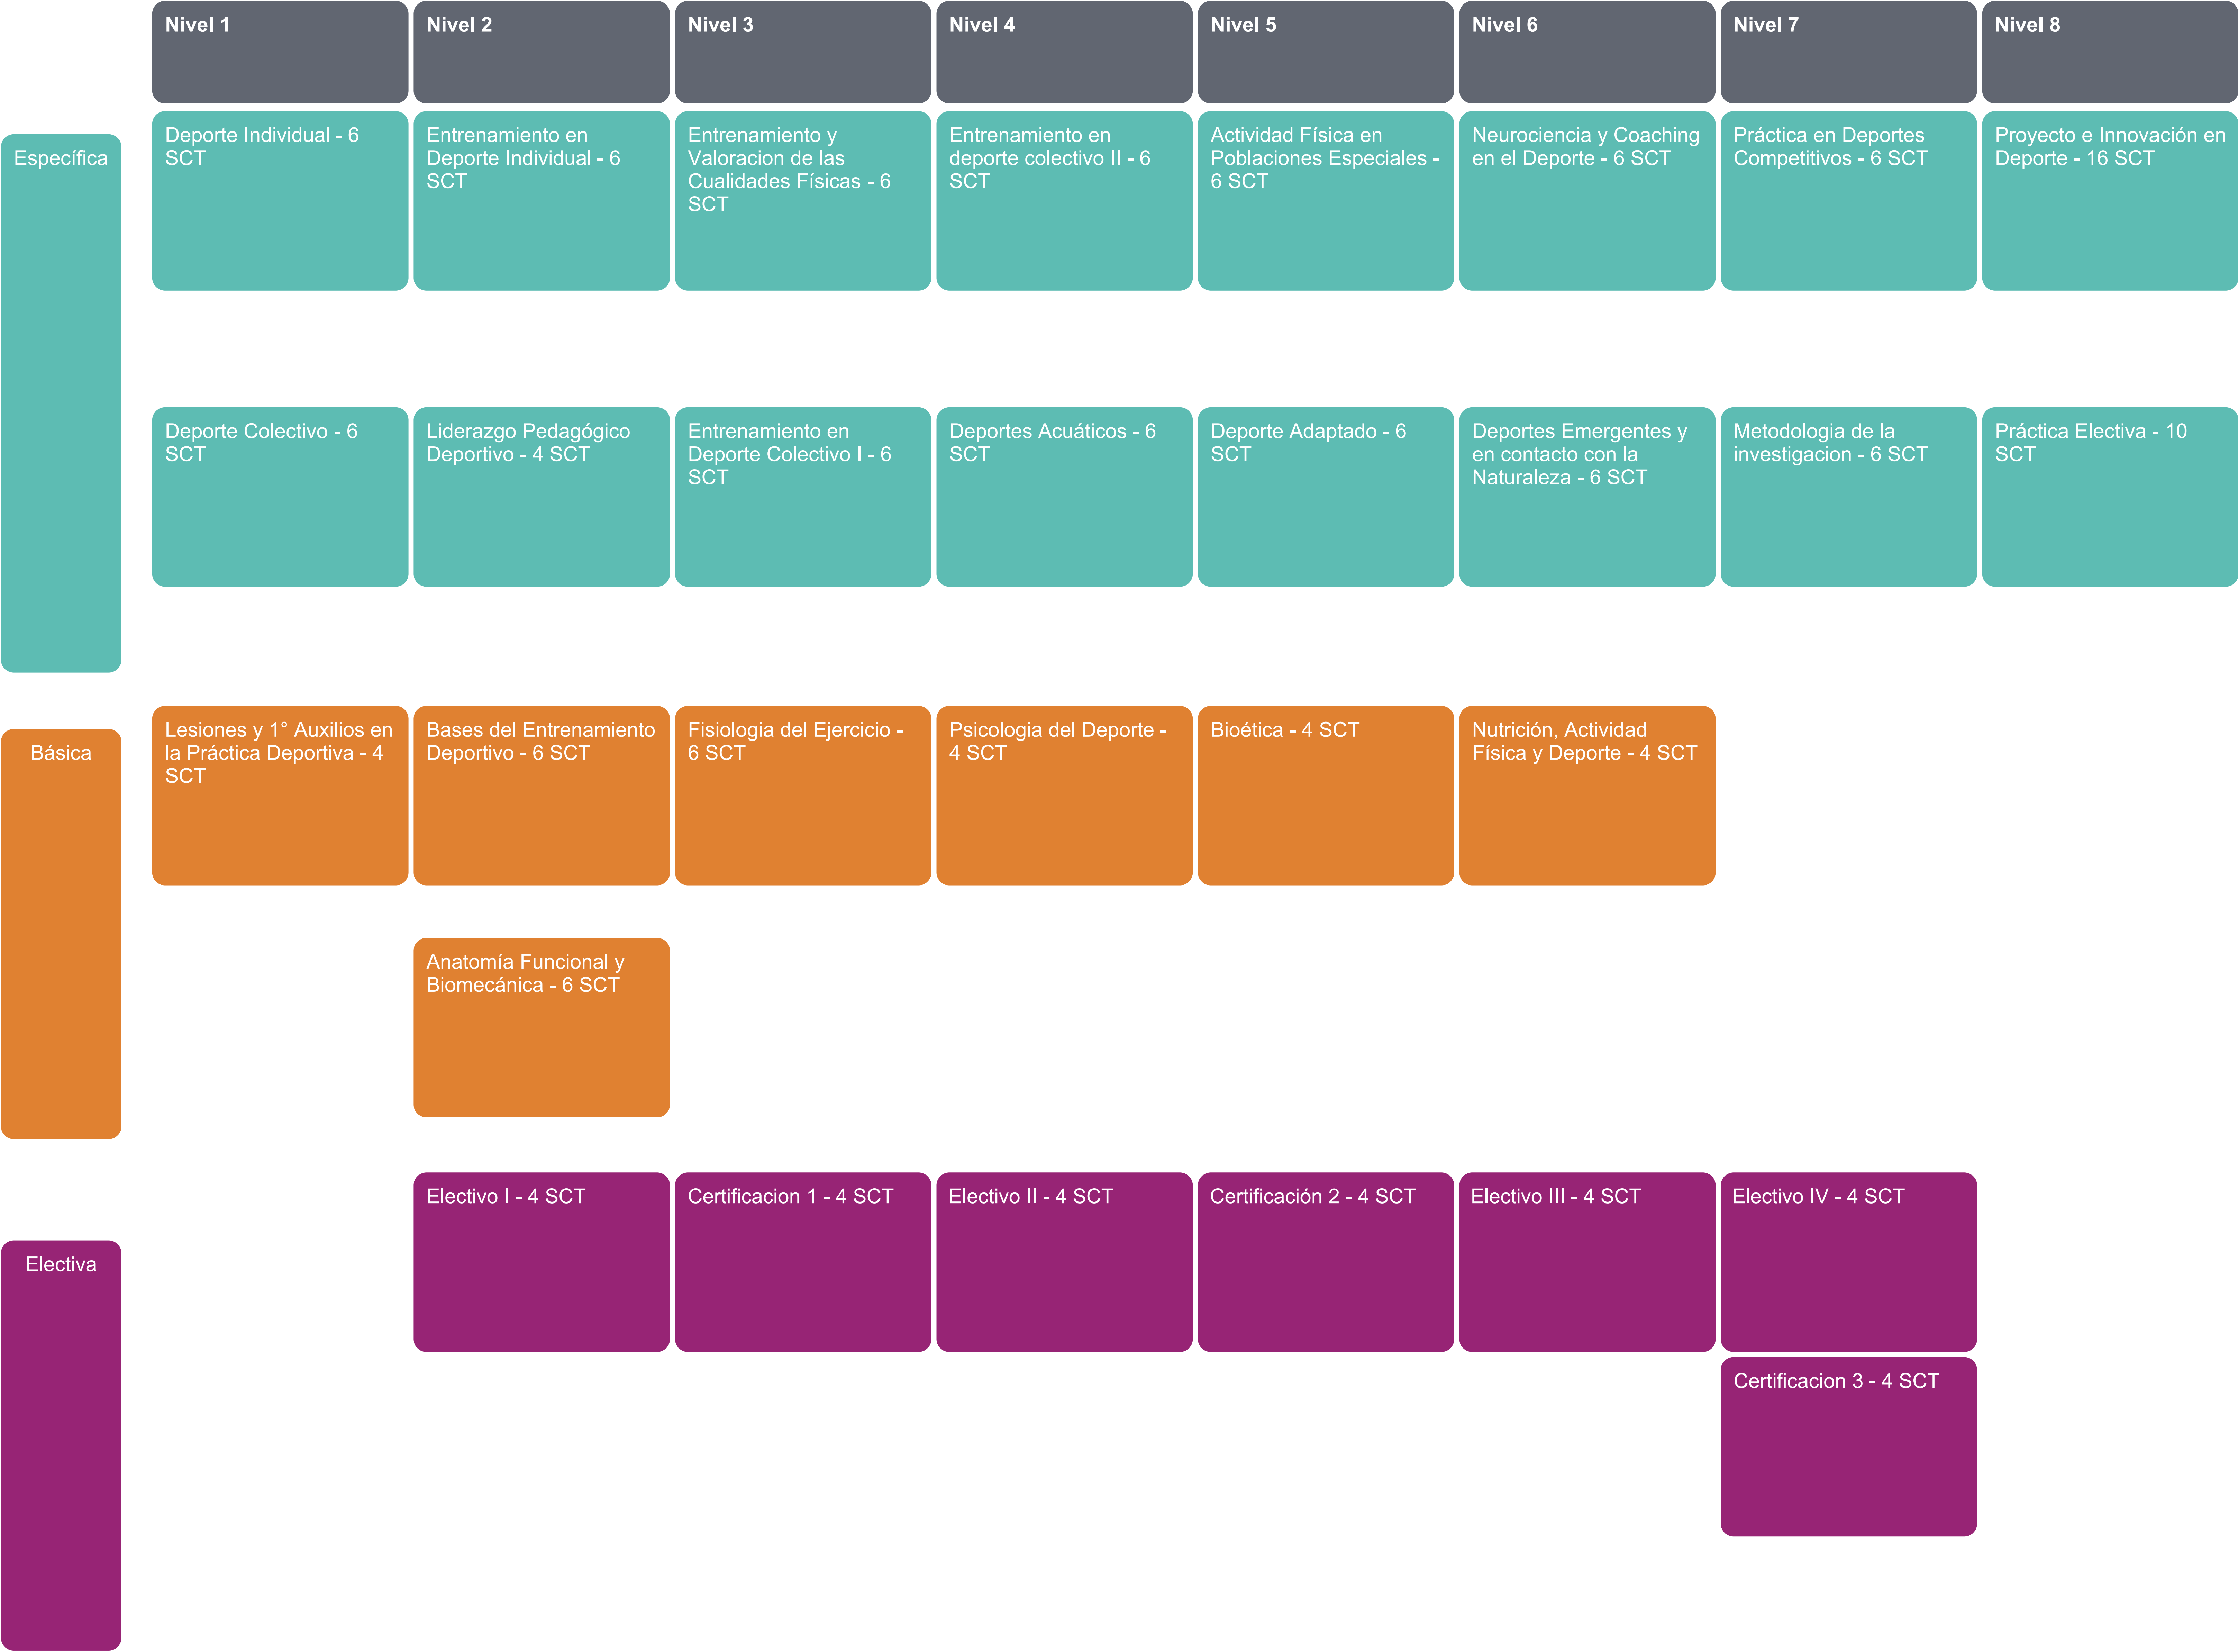 Nivel 1
Nivel 2
Nivel 3
Nivel 4
Nivel 5
Nivel 6
Nivel 7
Nivel 8
Específica
Deporte Individual - 6
SCT
Entrenamiento en
Deporte Individual - 6
SCT
Entrenamiento y
Valoracion de las
Cualidades Físicas - 6
SCT
Entrenamiento en
deporte colectivo II - 6
SCT
Actividad Física en
Poblaciones Especiales -
6 SCT
Neurociencia y Coaching
en el Deporte - 6 SCT
Práctica en Deportes
Competitivos - 6 SCT
Proyecto e Innovación en
Deporte - 16 SCT
Deporte Colectivo - 6
SCT
Liderazgo Pedagógico
Deportivo - 4 SCT
Entrenamiento en
Deporte Colectivo I - 6
SCT
Deportes Acuáticos - 6
SCT
Deporte Adaptado - 6
SCT
Deportes Emergentes y
en contacto con la
Naturaleza - 6 SCT
Metodologia de la
investigacion - 6 SCT
Práctica Electiva - 10
SCT
Básica
Lesiones y 1° Auxilios en
la Práctica Deportiva - 4
SCT
Bases del Entrenamiento
Deportivo - 6 SCT
Fisiologia del Ejercicio -
6 SCT
Psicologia del Deporte -
4 SCT
Bioética - 4 SCT
Nutrición, Actividad
Física y Deporte - 4 SCT
Anatomía Funcional y
Biomecánica - 6 SCT
Electiva
Electivo I - 4 SCT
Certificacion 1 - 4 SCT
Electivo II - 4 SCT
Certificación 2 - 4 SCT
Electivo III - 4 SCT
Electivo IV - 4 SCT
Certificacion 3 - 4 SCT